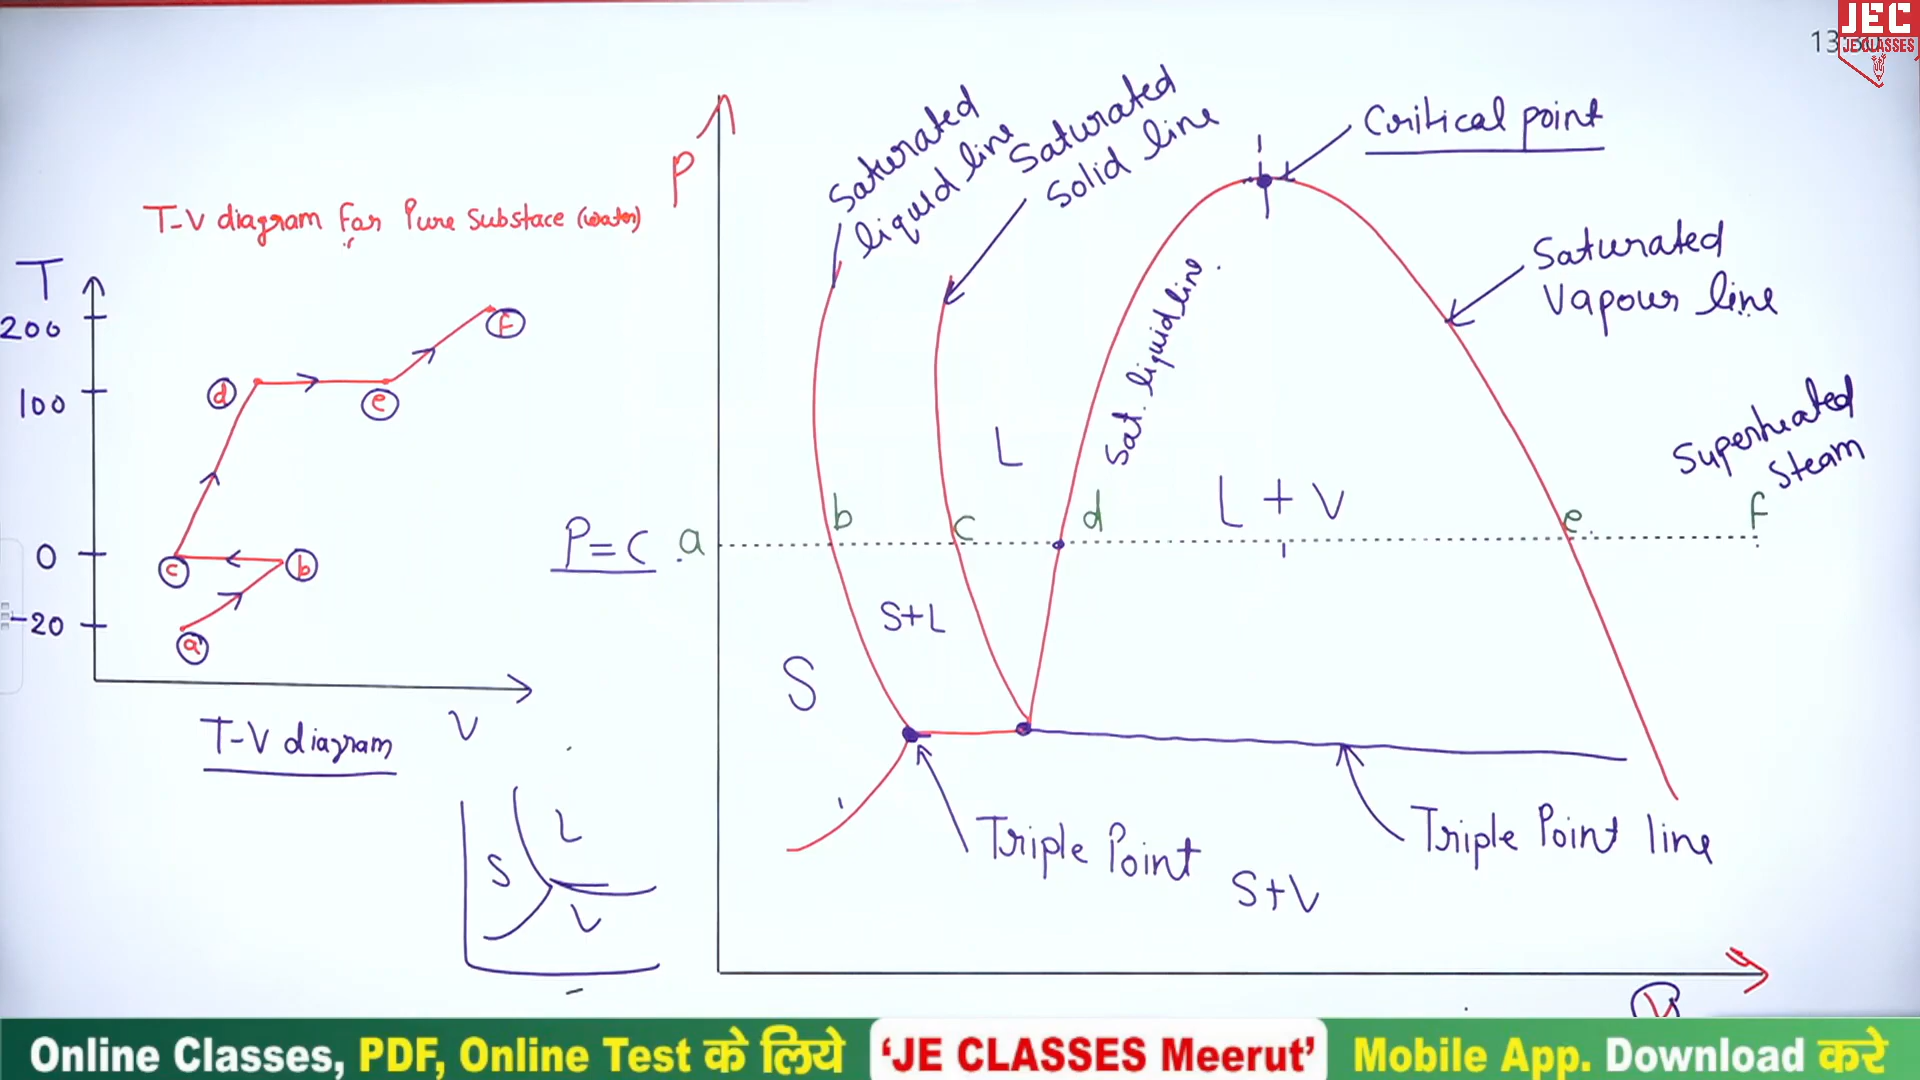 JEC
JE CLASSES
T-V diagram for Pure Substace (water)
T
200
100
0
-20
a
b
c
d
e
f
V
T-V diagram
S
L
V
P
Saturated
liquid line
Saturated
Solid line
Critical point
Saturated
Vapour line
Sat. liquid line.
Superheated
Steam
L
L + V
P=C
a
b
c
d
e
f
S+L
S
Triple Point
Triple Point line
S+V
V
Online Classes, PDF, Online Test के लिये 'JE CLASSES Meerut' Mobile App. Download करे